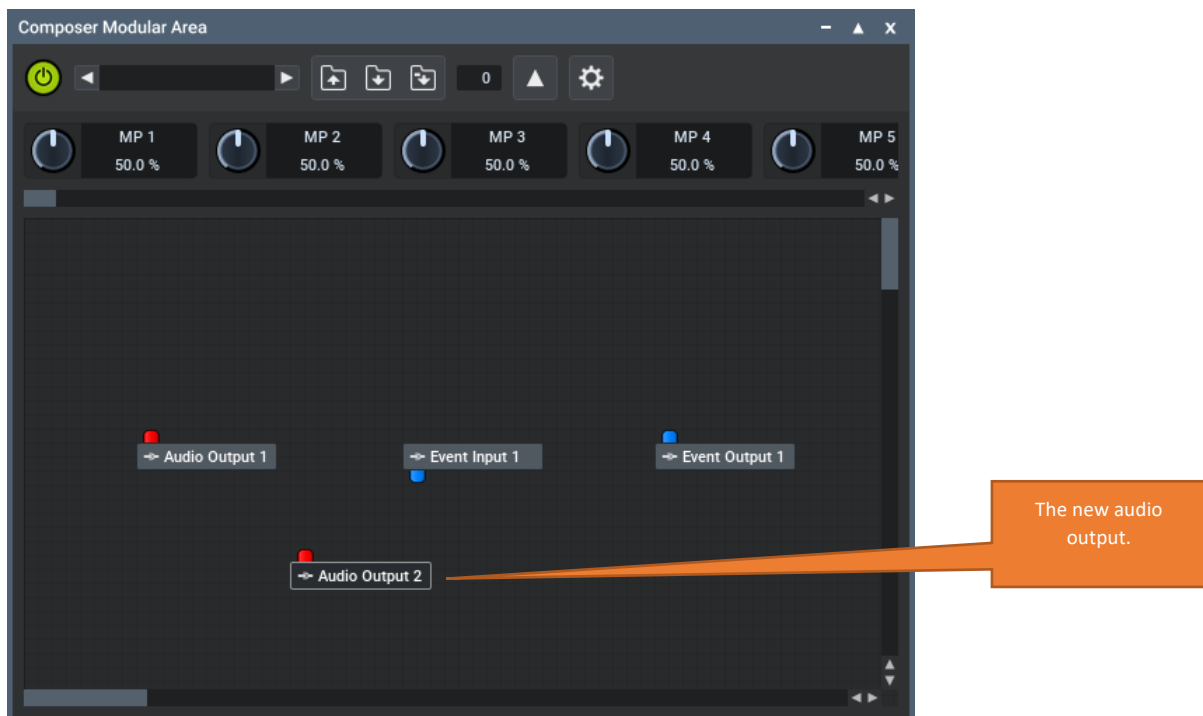 Composer Modular Area
0
MP 1
50.0 %
MP 2
50.0 %
MP 3
50.0 %
MP 4
50.0 %
MP 5
50.0 %
Audio Output 1
Event Input 1
Event Output 1
Audio Output 2
The new audio
output.